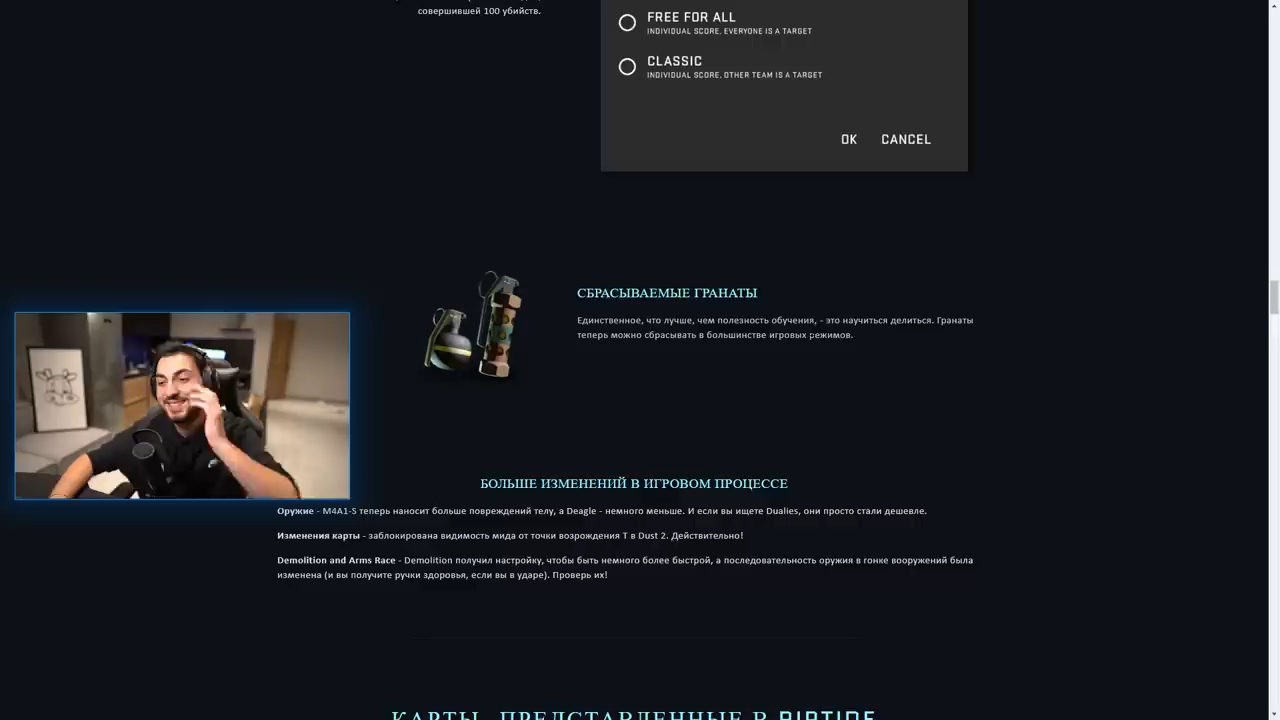 совершившей 100 убийств.
FREE FOR ALL
INDIVIDUAL SCORE, EVERYONE IS A TARGET
CLASSIC
INDIVIDUAL SCORE, OTHER TEAM IS A TARGET
OK CANCEL
СБРАСЫВАЕМЫЕ ГРАНАТЫ
Единственное, что лучше, чем полезность обучения, - это научиться делиться. Гранаты
теперь можно сбрасывать в большинстве игровых режимов.
БОЛЬШЕ ИЗМЕНЕНИЙ В ИГРОВОМ ПРОЦЕССЕ
Оружие - M4A1-S теперь наносит больше повреждений телу, а Deagle - немного меньше. И если вы ищете Dualies, они просто стали дешевле.
Изменения карты - заблокирована видимость мида от точки возрождения T в Dust 2. Действительно!
Demolition and Arms Race - Demolition получил настройку, чтобы быть немного более быстрой, а последовательность оружия в гонке вооружений была
изменена (и вы получите ручки здоровья, если вы в ударе). Проверь их!
КАРТЫ, ПРЕДСТАВЛЕННЫЕ В RIPTIDE